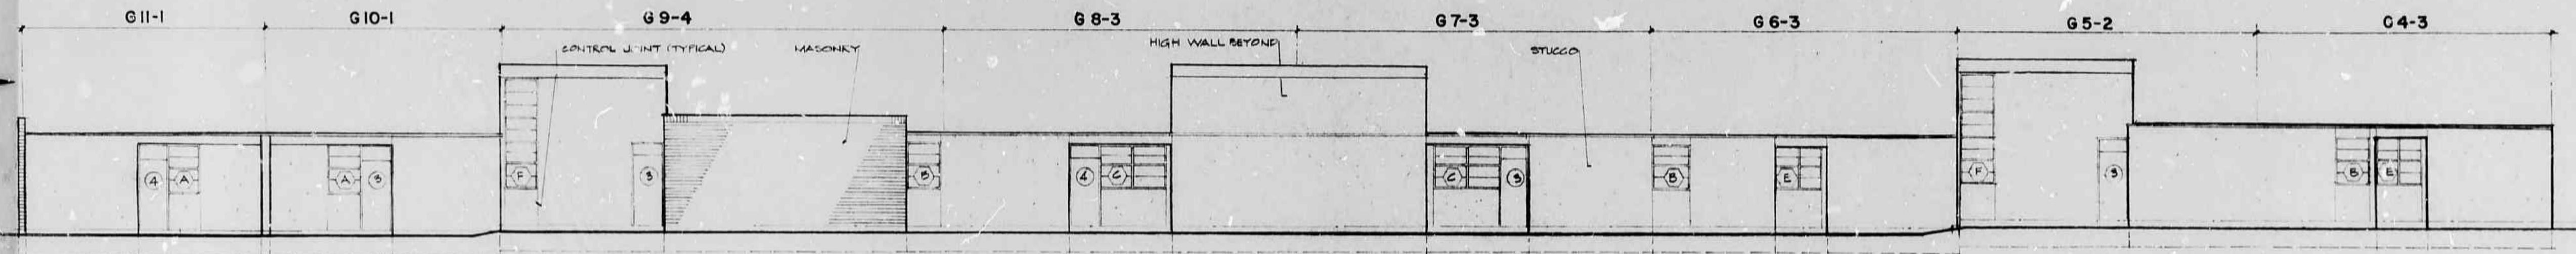 G11-1 G10-1 G9-4 G8-3 G7-3 G6-3 G5-2 G4-3
CONTROL JOINT (TYPICAL) MASONRY HIGH WALL BEYOND STUCCO
4 A A 3 F 3 B 4 C C 3 B E F 3 B E